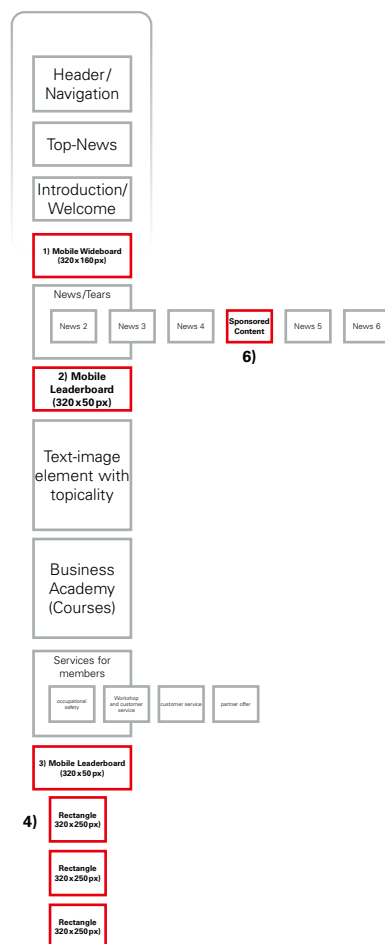 Header/
Navigation
Top-News
Introduction/
Welcome
1) Mobile Wideboard
(320x160px)
News/Tears
News 2
News 3
News 4
Sponsored
Content
News 5
News 6
6)
2) Mobile
Leaderboard
(320x50px)
Text-image
element with
topicality
Business
Academy
(Courses)
Services for
members
occupational
safety
Workshop
and customer
service
customer service
partner offer
3) Mobile Leaderboard
(320x50px)
4)
Rectangle
320x250px)
Rectangle
320x250px)
Rectangle
320x250px)